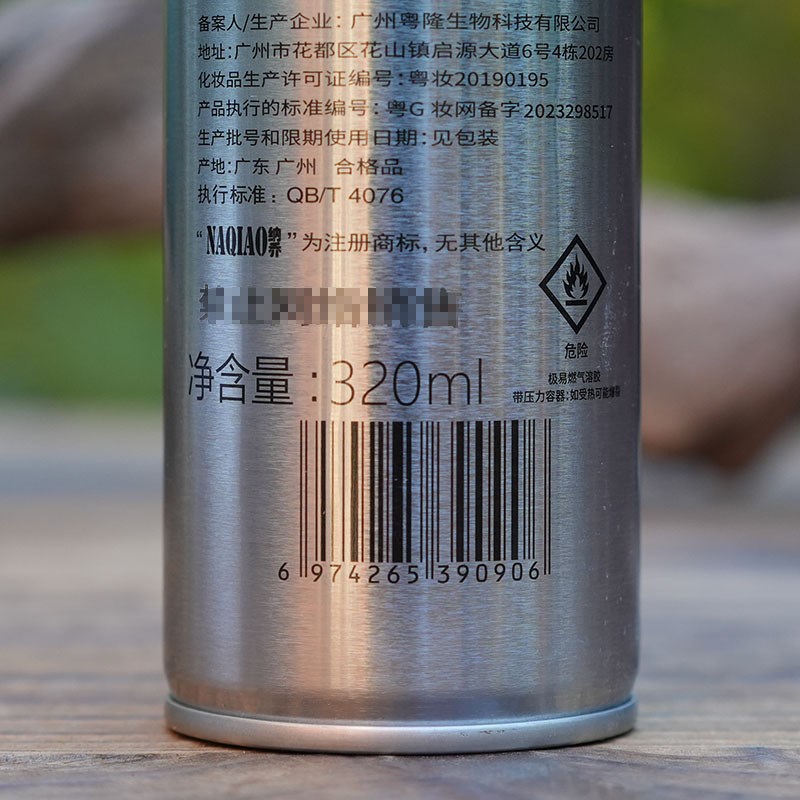 备案人/生产企业：广州粤隆生物科技有限公司
地址:广州市花都区花山镇启源大道6号4栋202房
化妆品生产许可证编号:粤妆20190195
产品执行的标准编号：粤G 妆网备字2023298517
生产批号和限期使用日期:见包装
产地:广东 广州 合格品
执行标准：QB/T 4076
“NAQIAO纳乔”为注册商标,无其他含义
危险
净含量:320ml
极易燃气溶胶
带压力容器:如受热可能爆裂
6 974265 390906